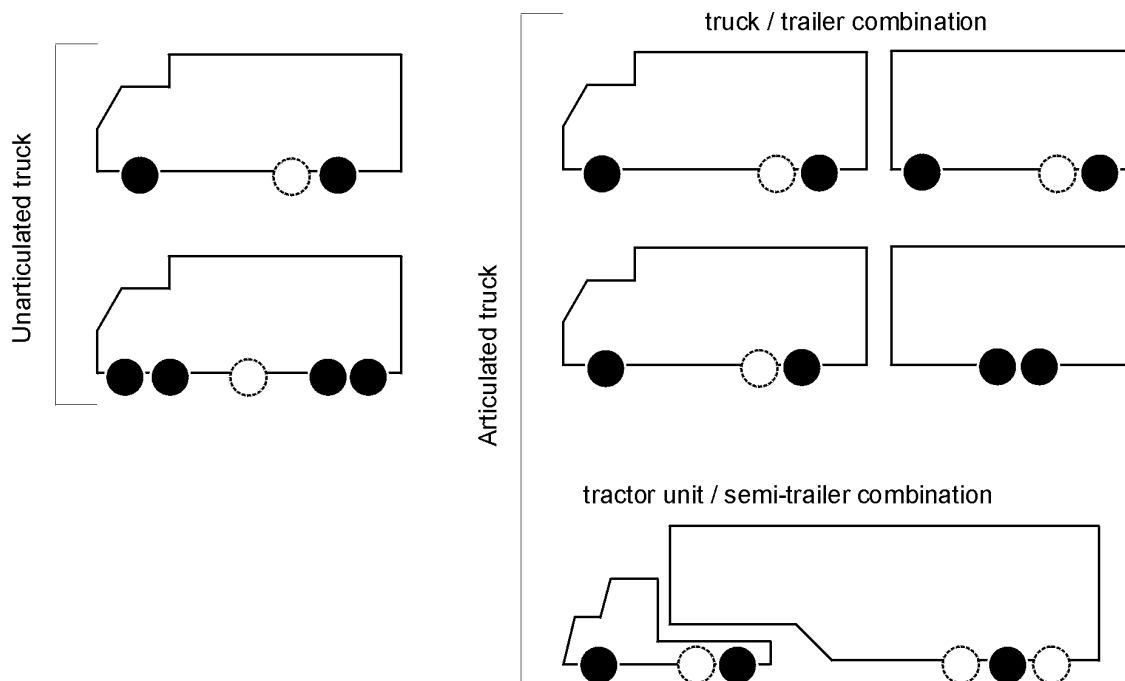 Unarticulated truck
Articulated truck
truck / trailer combination
tractor unit / semi-trailer combination